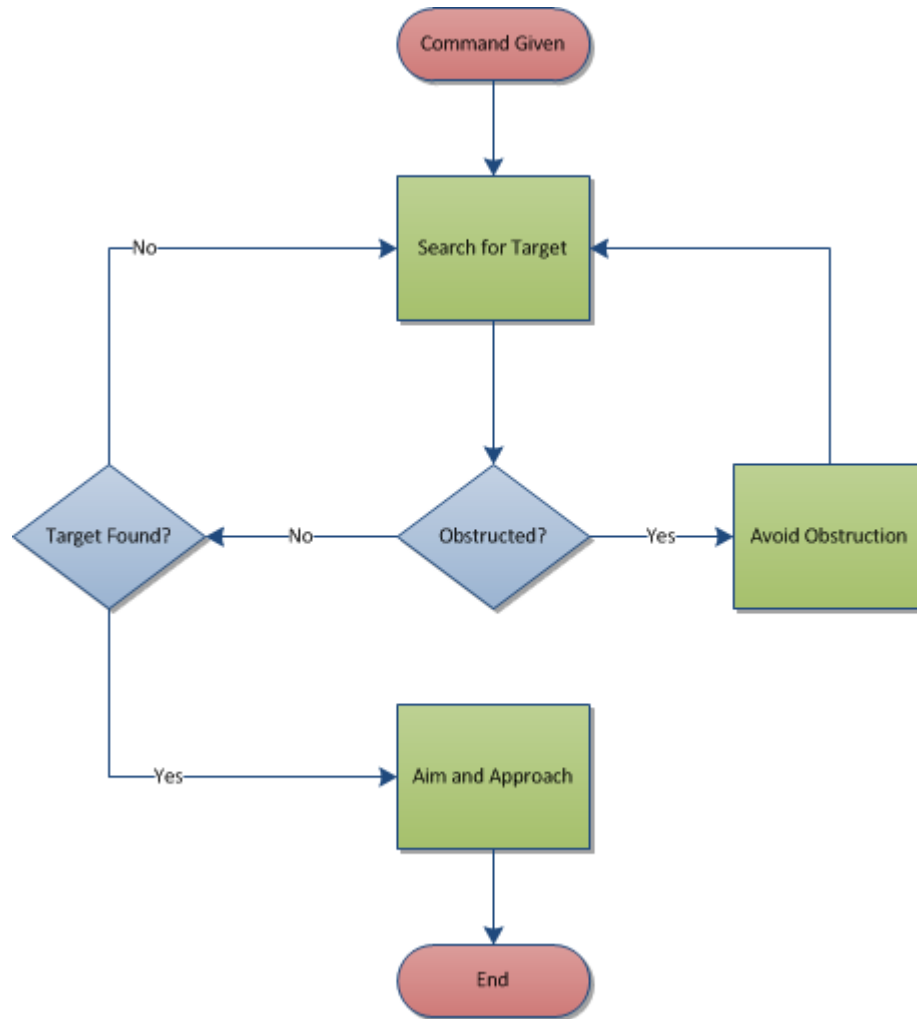 Command Given
Search for Target
No
Target Found?
No
Obstructed?
Yes
Avoid Obstruction
Yes
Aim and Approach
End